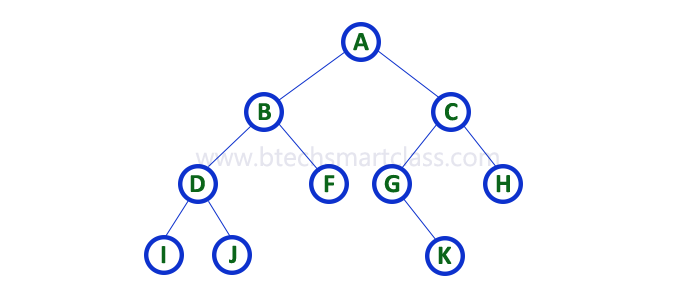 A
B C
www.btechsmartclass.com
D F G H
I J K